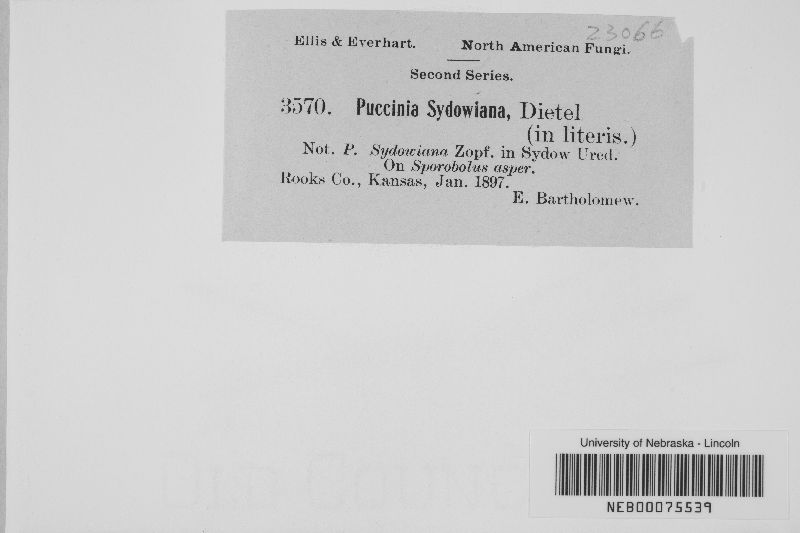 23066
Ellis & Everhart. North American Fungi.
Second Series.
3570. Puccinia Sydowiana, Dietel
(in literis.)
Not. P. Sydowiana Zopf. in Sydow Ured.
On Sporobolus asper.
Rooks Co., Kansas, Jan. 1897.
E. Bartholomew.
University of Nebraska - Lincoln
NEB00075539